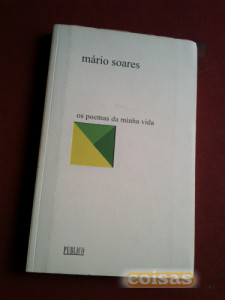 mário soares
os poemas da minha vida
PÚBLICO
coisas